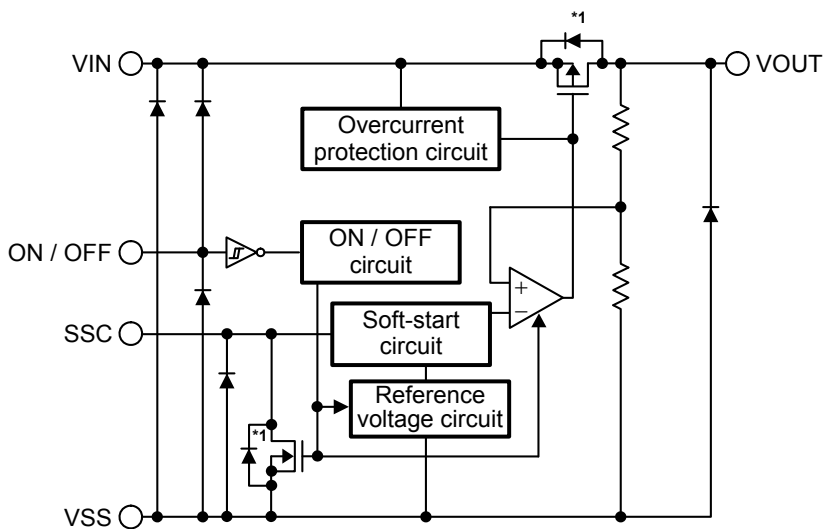 *1
VIN
VOUT
Overcurrent
protection circuit
ON / OFF
ON / OFF
circuit
+
−
SSC
Soft-start
circuit
Reference
voltage circuit
*1
VSS